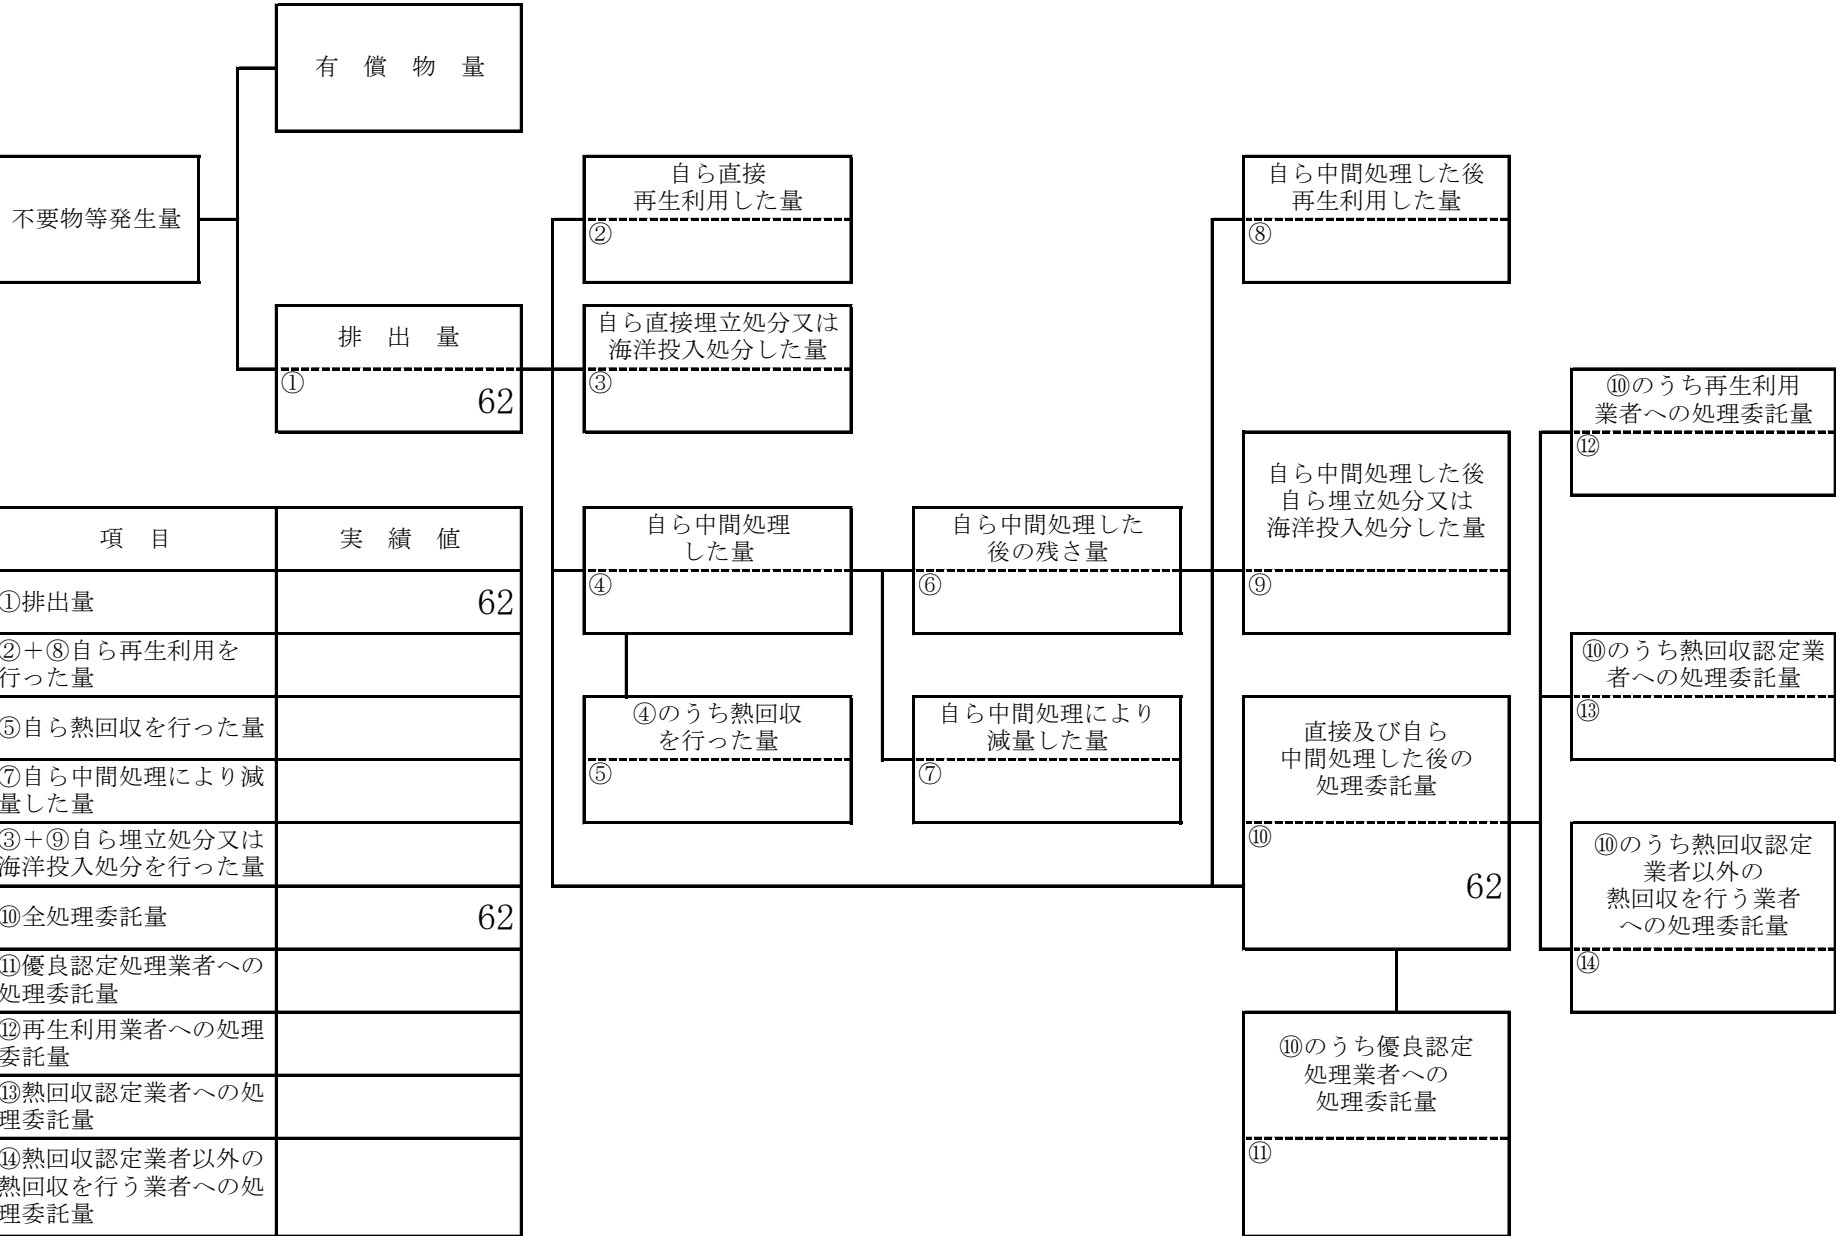 有　償　物　量
不要物等発生量
排　出　量
①
62
自ら直接
再生利用した量
②
自ら直接埋立処分又は
海洋投入処分した量
③
自ら中間処理
した量
④
④のうち熱回収
を行った量
⑤
自ら中間処理した
後の残さ量
⑥
自ら中間処理により
減量した量
⑦
自ら中間処理した後
再生利用した量
⑧
自ら中間処理した後
自ら埋立処分又は
海洋投入処分した量
⑨
直接及び自ら
中間処理した後の
処理委託量
⑩
62
⑩のうち優良認定
処理業者への
処理委託量
⑪
⑩のうち再生利用
業者への処理委託量
⑫
⑩のうち熱回収認定業
者への処理委託量
⑬
⑩のうち熱回収認定
業者以外の
熱回収を行う業者
への処理委託量
⑭
項　目
実　績　値
①排出量
62
②＋⑧自ら再生利用を
行った量
⑤自ら熱回収を行った量
⑦自ら中間処理により減
量した量
③＋⑨自ら埋立処分又は
海洋投入処分を行った量
⑩全処理委託量
62
⑪優良認定処理業者への
処理委託量
⑫再生利用業者への処理
委託量
⑬熱回収認定業者への処
理委託量
⑭熱回収認定業者以外の
熱回収を行う業者への処
理委託量